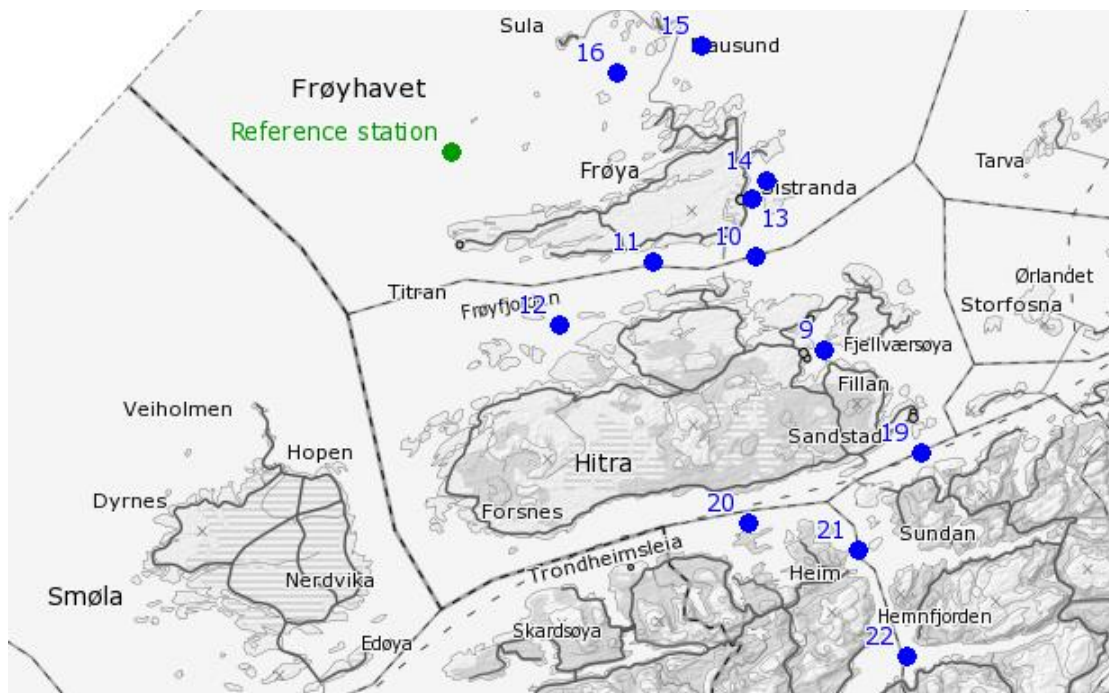 15
Sula
Mausund
16
Frøyhavet
Reference station
14
Tarva
Frøya
Sistranda
13
11
10
Ørlandet
Titran
Frøyfjorden
12
Storfosna
9
Fjellværsøya
Fillan
Veiholmen
19
Sandstad
Hopen
Hitra
Dyrnes
Forsnes
20
Sundan
21
Trondheimsleia
Heim
Nerdvika
Smøla
Hemnfjorden
Skardsøya
22
Edøya